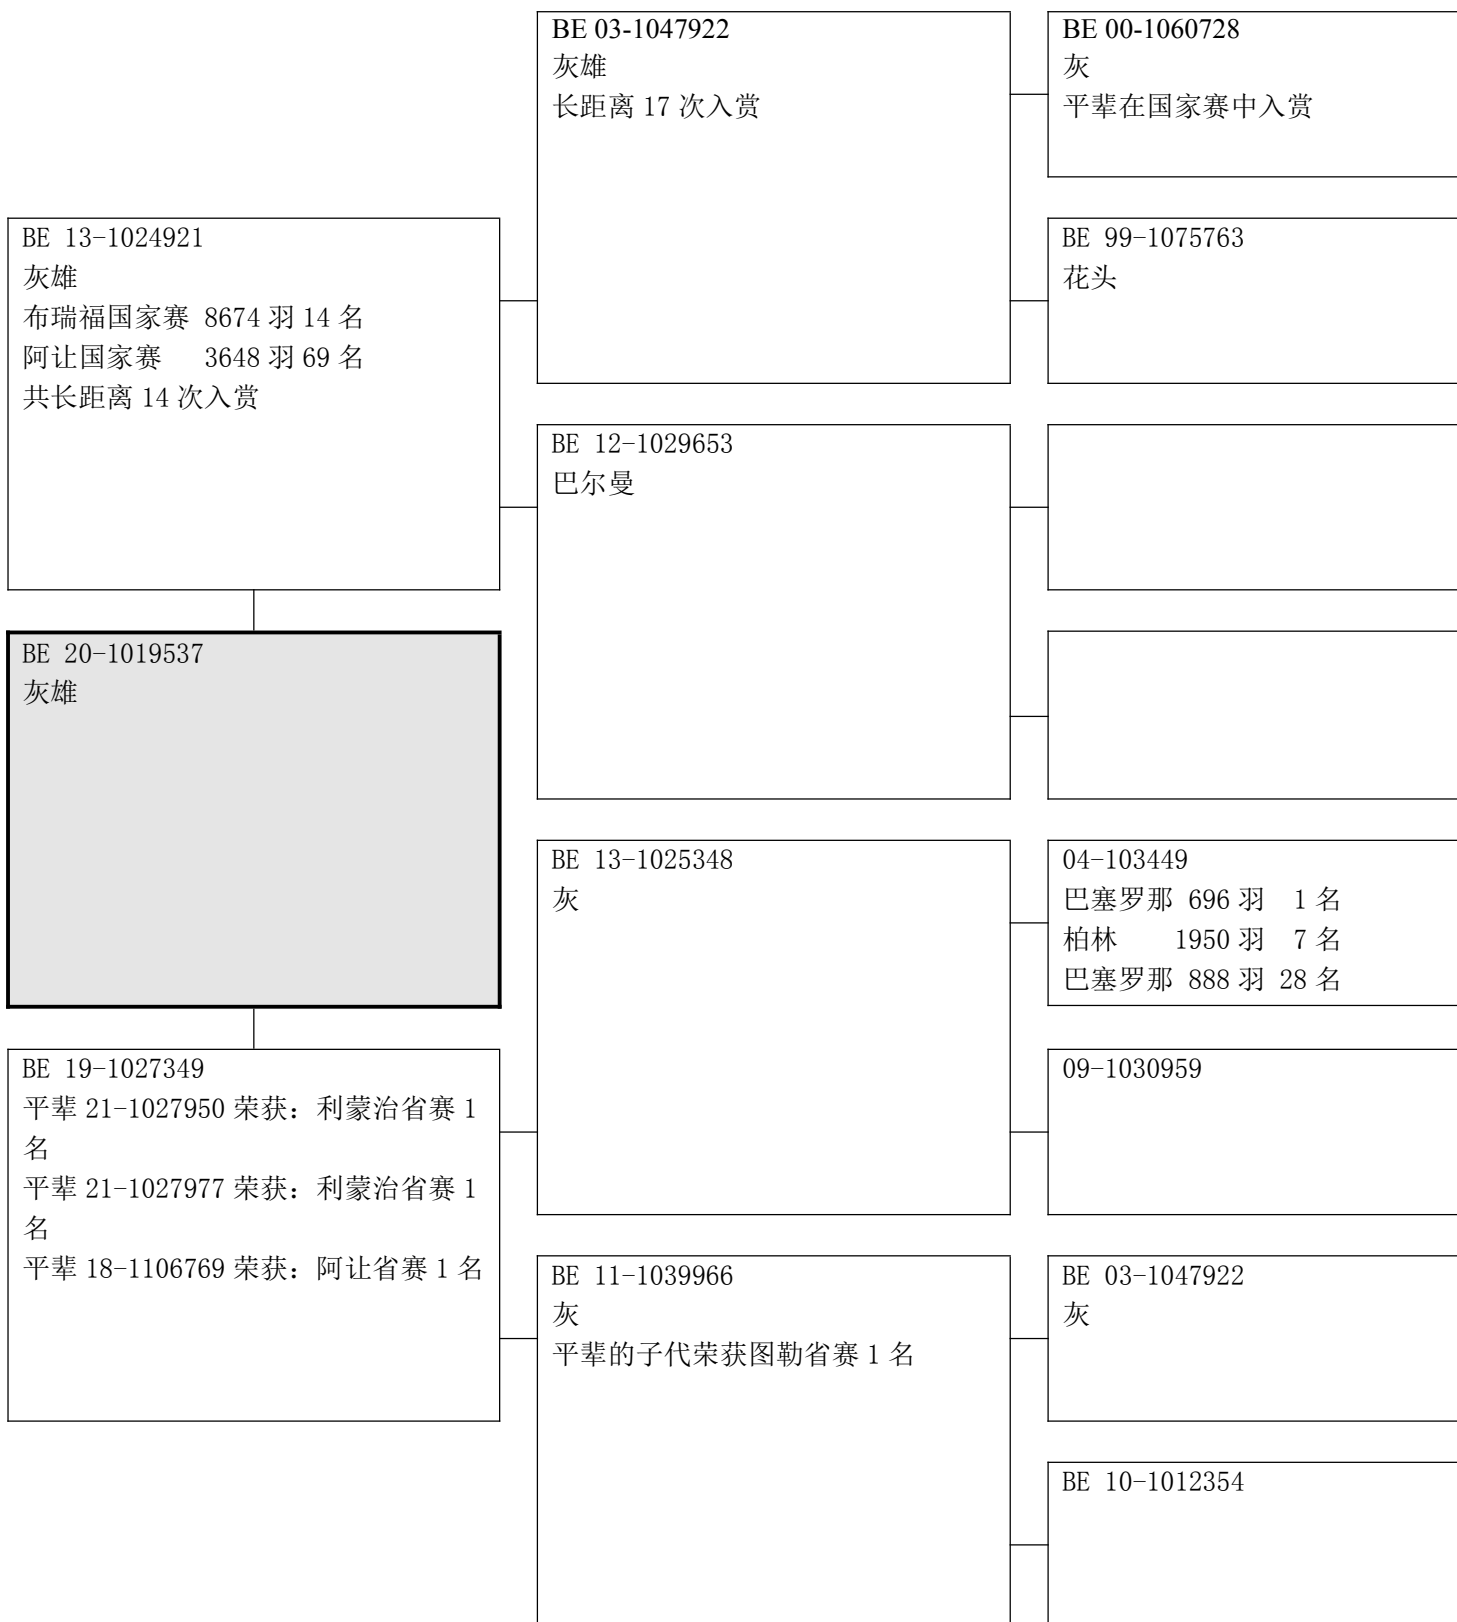 BE 03-1047922
灰雄
长距离 17 次入赏
BE 00-1060728
灰
平辈在国家赛中入赏
BE 13-1024921
灰雄
布瑞福国家赛 8674 羽 14 名
阿让国家赛 3648 羽 69 名
共长距离 14 次入赏
BE 99-1075763
花头
BE 12-1029653
巴尔曼
BE 20-1019537
灰雄
BE 13-1025348
灰
04-103449
巴塞罗那 696 羽 1 名
柏林 1950 羽 7 名
巴塞罗那 888 羽 28 名
BE 19-1027349
平辈 21-1027950 荣获：利蒙治省赛 1
名
平辈 21-1027977 荣获：利蒙治省赛 1
名
平辈 18-1106769 荣获：阿让省赛 1 名
09-1030959
BE 11-1039966
灰
平辈的子代荣获图勒省赛 1 名
BE 03-1047922
灰
BE 10-1012354